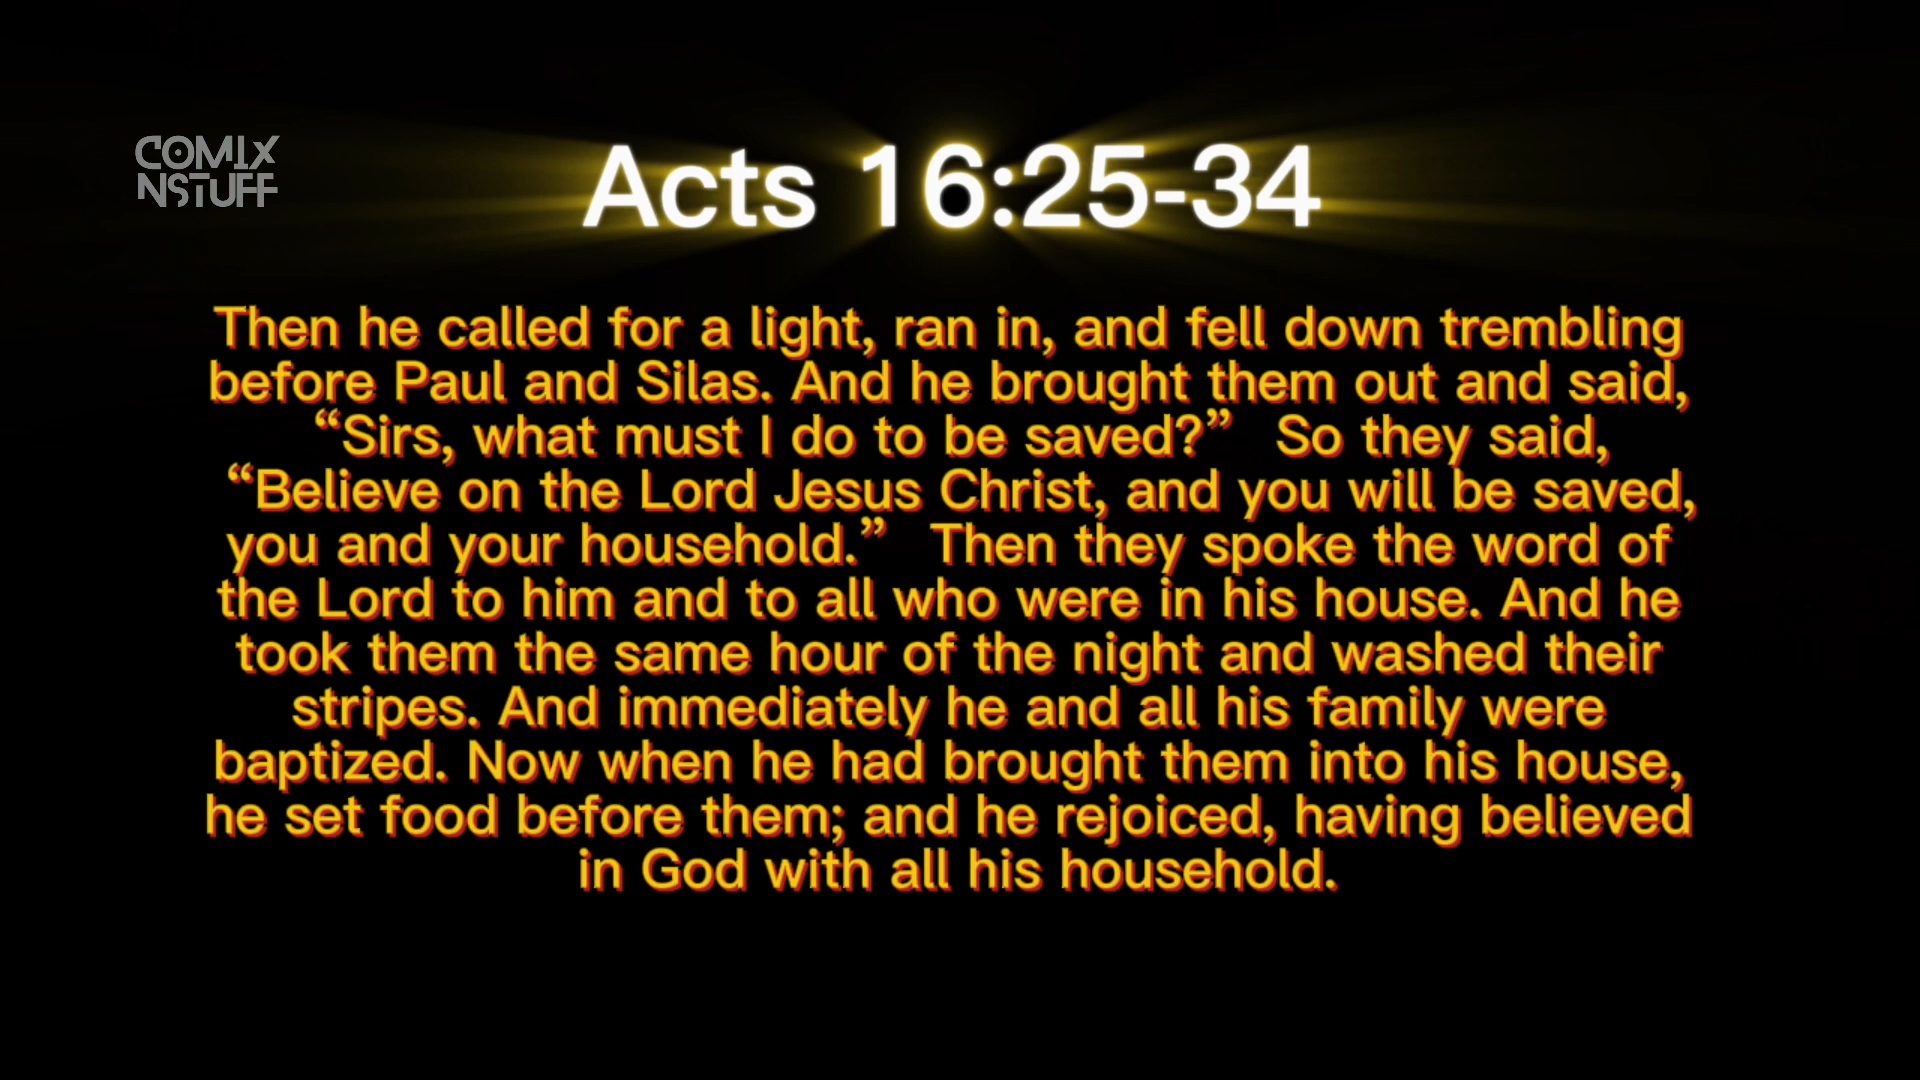 COMIX
NSTUFF
Acts 16:25-34
Then he called for a light, ran in, and fell down trembling
before Paul and Silas. And he brought them out and said,
“Sirs, what must I do to be saved?” So they said,
“Believe on the Lord Jesus Christ, and you will be saved,
you and your household.” Then they spoke the word of
the Lord to him and to all who were in his house. And he
took them the same hour of the night and washed their
stripes. And immediately he and all his family were
baptized. Now when he had brought them into his house,
he set food before them; and he rejoiced, having believed
in God with all his household.